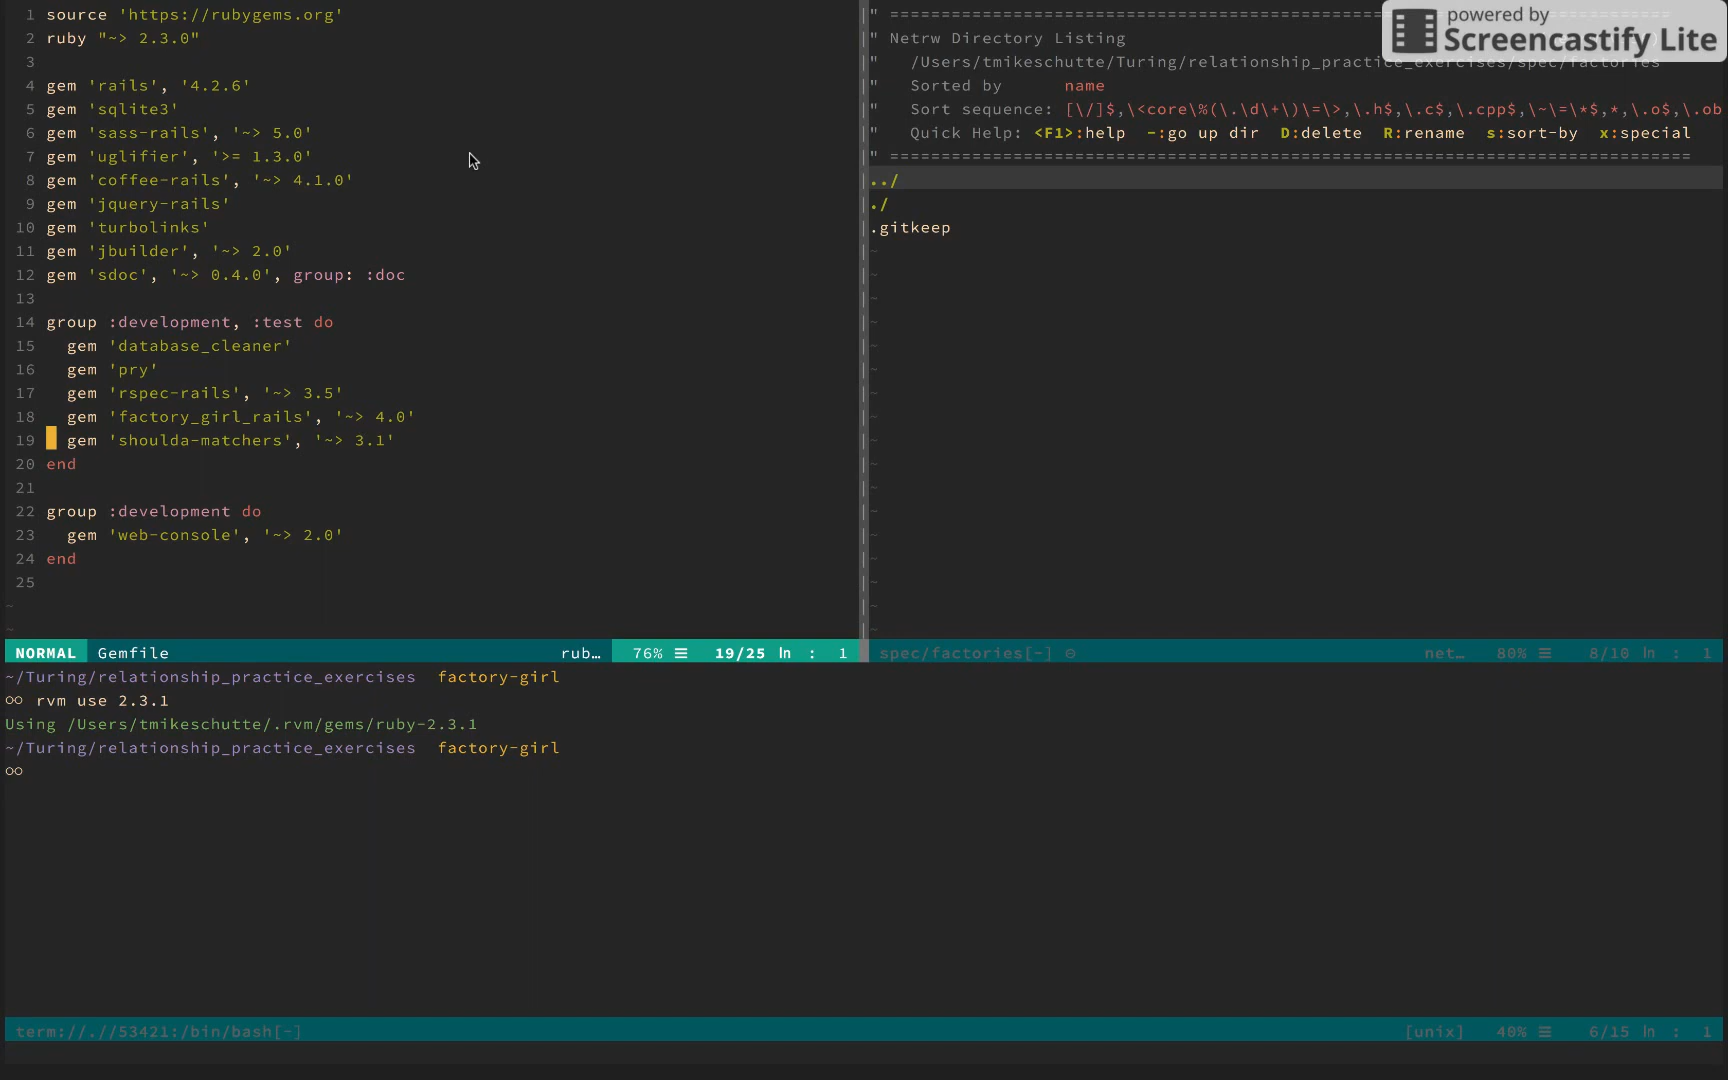 1 source 'https://rubygems.org'
2 ruby "~> 2.3.0"
3
4 gem 'rails', '4.2.6'
5 gem 'sqlite3'
6 gem 'sass-rails', '~> 5.0'
7 gem 'uglifier', '>= 1.3.0'
8 gem 'coffee-rails', '~> 4.1.0'
9 gem 'jquery-rails'
10 gem 'turbolinks'
11 gem 'jbuilder', '~> 2.0'
12 gem 'sdoc', '~> 0.4.0', group: :doc
13
14 group :development, :test do
15   gem 'database_cleaner'
16   gem 'pry'
17   gem 'rspec-rails', '~> 3.5'
18   gem 'factory_girl_rails', '~> 4.0'
19   gem 'shoulda-matchers', '~> 3.1'
20 end
21
22 group :development do
23   gem 'web-console', '~> 2.0'
24 end
25
~
~
NORMAL Gemfile rub… 76% ☰ 19/25 ln : 1
" ==============================================================================
" Netrw Directory Listing
"   /Users/tmikeschutte/Turing/relationship_practice_exercises/spec/factories
"   Sorted by      name
"   Sort sequence: [\/]$,\<core\%(\.\d\+\)\=\>,\.h$,\.c$,\.cpp$,\~\=\*$,*,\.o$,\.ob
"   Quick Help: <F1>:help  -:go up dir  D:delete  R:rename  s:sort-by  x:special
" ==============================================================================
../
./
.gitkeep
spec/factories[-] ⊝ net… 80% ☰ 8/10 ln : 1
powered by
Screencastify Lite
~/Turing/relationship_practice_exercises  factory-girl
○○ rvm use 2.3.1
Using /Users/tmikeschutte/.rvm/gems/ruby-2.3.1
~/Turing/relationship_practice_exercises  factory-girl
○○
term://.//53421:/bin/bash[-] [unix] 40% ☰ 6/15 ln : 1